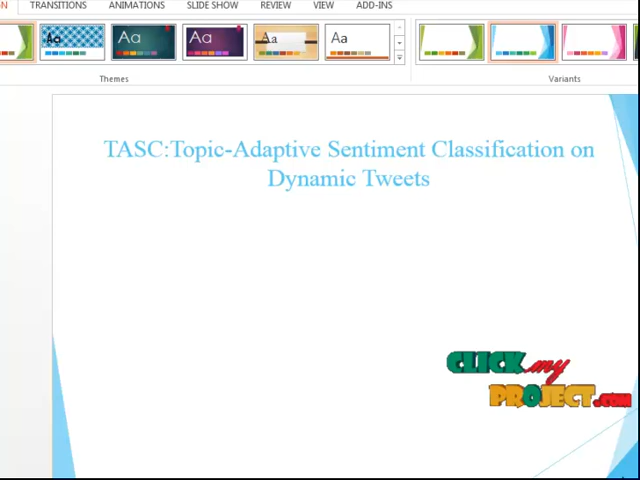 TRANSITIONS ANIMATIONS SLIDE SHOW REVIEW VIEW ADD-INS
Aa Aa Aa Aa Aa
Themes Variants
TASC:Topic-Adaptive Sentiment Classification on
Dynamic Tweets
CLICK my
PROJECT.COM